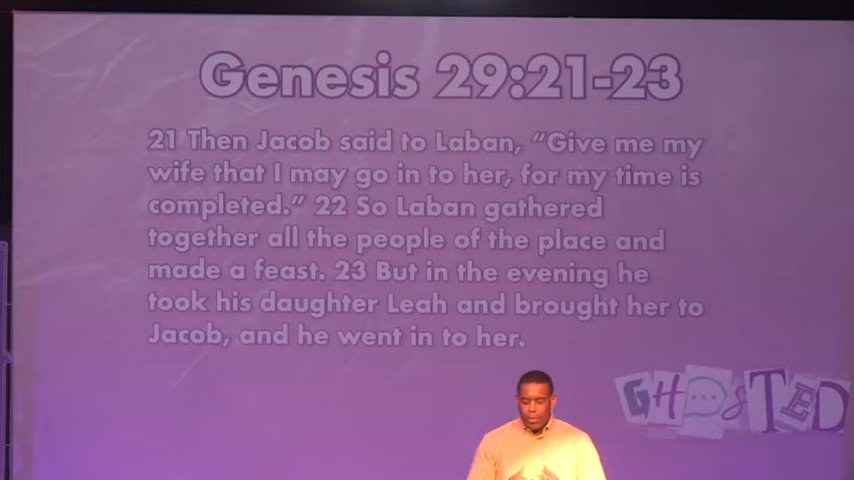 Genesis 29:21-23
21 Then Jacob said to Laban, “Give me my
wife that I may go in to her, for my time is
completed.” 22 So Laban gathered
together all the people of the place and
made a feast. 23 But in the evening he
took his daughter Leah and brought her to
Jacob, and he went in to her.
GHOSTED